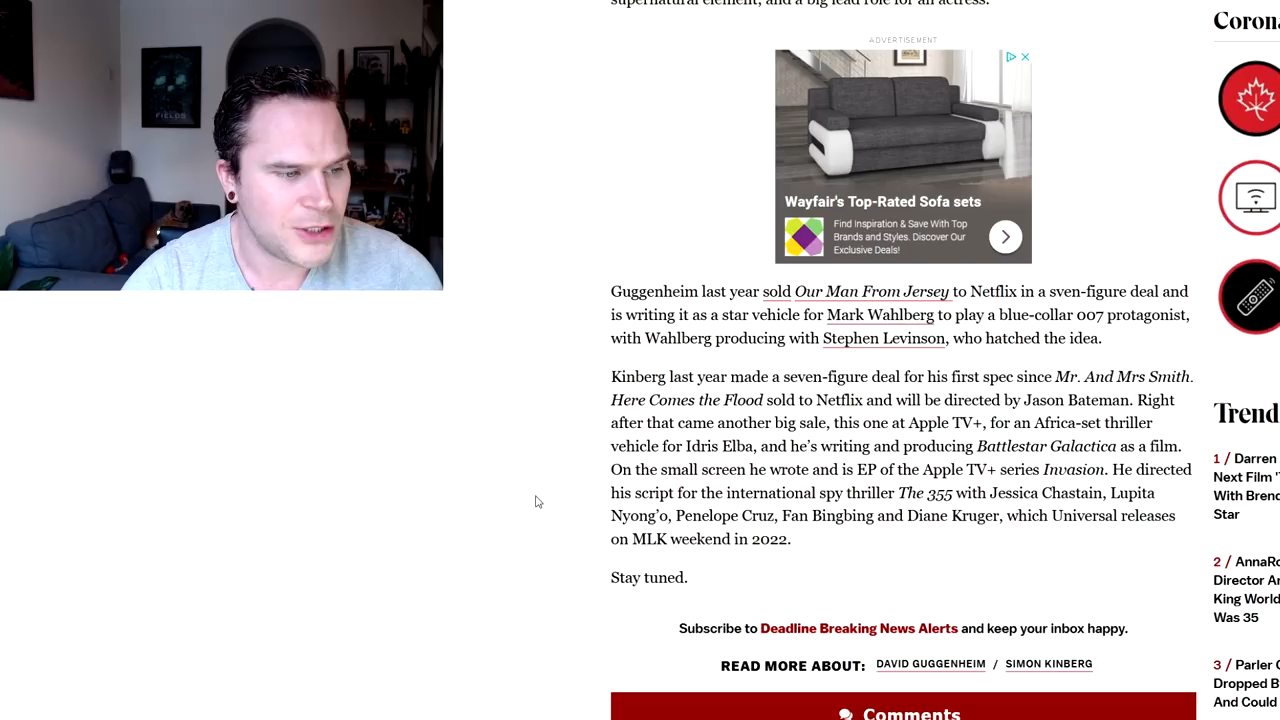 supernatural element, and a big lead role for an actress.
ADVERTISEMENT
Wayfair's Top-Rated Sofa sets
Find Inspiration & Save With Top
Brands and Styles. Discover Our
Exclusive Deals!
Guggenheim last year sold Our Man From Jersey to Netflix in a sven-figure deal and
is writing it as a star vehicle for Mark Wahlberg to play a blue-collar 007 protagonist,
with Wahlberg producing with Stephen Levinson, who hatched the idea.
Kinberg last year made a seven-figure deal for his first spec since Mr. And Mrs Smith.
Here Comes the Flood sold to Netflix and will be directed by Jason Bateman. Right
after that came another big sale, this one at Apple TV+, for an Africa-set thriller
vehicle for Idris Elba, and he's writing and producing Battlestar Galactica as a film.
On the small screen he wrote and is EP of the Apple TV+ series Invasion. He directed
his script for the international spy thriller The 355 with Jessica Chastain, Lupita
Nyong'o, Penelope Cruz, Fan Bingbing and Diane Kruger, which Universal releases
on MLK weekend in 2022.
Stay tuned.
Subscribe to Deadline Breaking News Alerts and keep your inbox happy.
READ MORE ABOUT: DAVID GUGGENHEIM / SIMON KINBERG
Comments
FIELDS
Corona
Trend
1 / Darren
Next Film 'T
With Brend
Star
2 / AnnaRo
Director An
King World
Was 35
3 / Parler
Dropped B
And Could